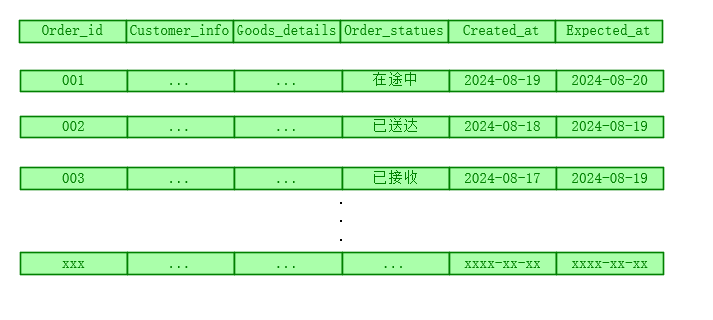 Order_id Customer_info Goods_details Order_statues Created_at Expected_at
001 ... ... 在途中 2024-08-19 2024-08-20
002 ... ... 已送达 2024-08-18 2024-08-19
003 ... ... 已接收 2024-08-17 2024-08-19
.
.
.
xxx ... ... ... xxxx-xx-xx xxxx-xx-xx